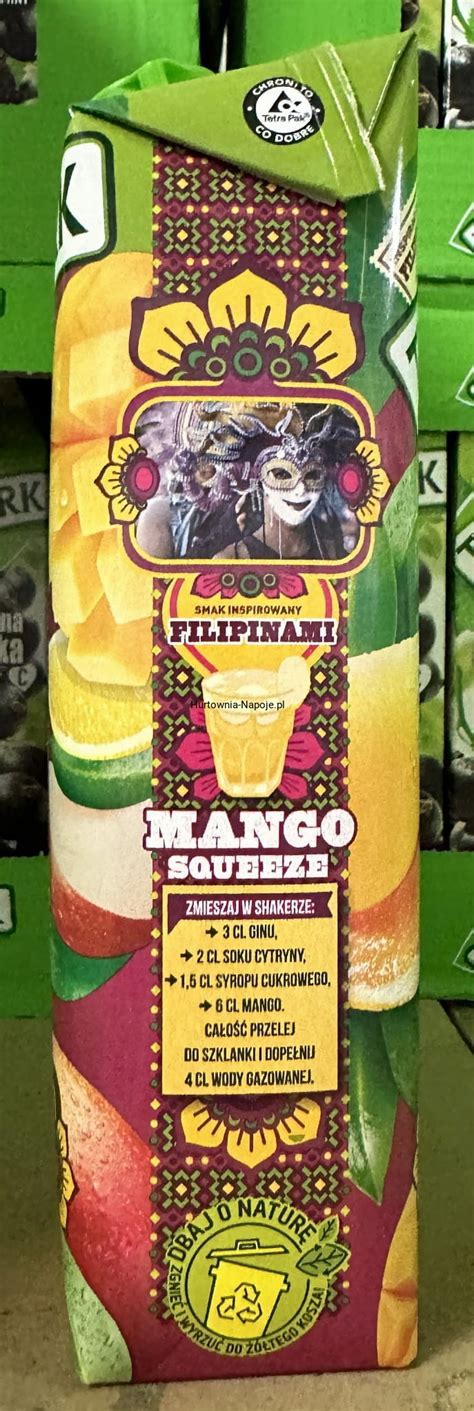 CHRONI TO
Tetra Pak®
CO DOBRE
K
RK
SMAK INSPIROWANY
FILIPINAMI
Hurtownia-Napoje.pl
MANGO
SQUEEZE
ZMIESZAJ W SHAKERZE:
→ 3 CL GINU,
→ 2 CL SOKU CYTRYNY,
→ 1,5 CL SYROPU CUKROWEGO,
→ 6 CL MANGO.
CAŁOŚĆ PRZELEJ
DO SZKLANKI I DOPEŁNIJ
4 CL WODY GAZOWANEJ.
DBAJ O NATURĘ
ZGNIEĆ I WYRZUĆ DO ŻÓŁTEGO KOSZA!